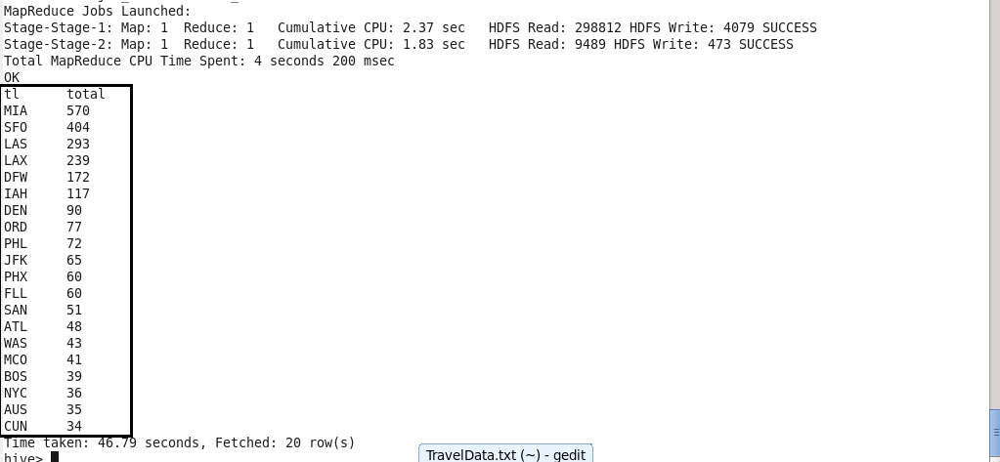 MapReduce Jobs Launched:
Stage-Stage-1: Map: 1  Reduce: 1   Cumulative CPU: 2.37 sec   HDFS Read: 298812 HDFS Write: 4079 SUCCESS
Stage-Stage-2: Map: 1  Reduce: 1   Cumulative CPU: 1.83 sec   HDFS Read: 9489 HDFS Write: 473 SUCCESS
Total MapReduce CPU Time Spent: 4 seconds 200 msec
OK
tl      total
MIA     570
SFO     404
LAS     293
LAX     239
DFW     172
IAH     117
DEN     90
ORD     77
PHL     72
JFK     65
PHX     60
FLL     60
SAN     51
ATL     48
WAS     43
MCO     41
BOS     39
NYC     36
AUS     35
CUN     34
Time taken: 46.79 seconds, Fetched: 20 row(s)
hive>
TravelData.txt (~) - gedit